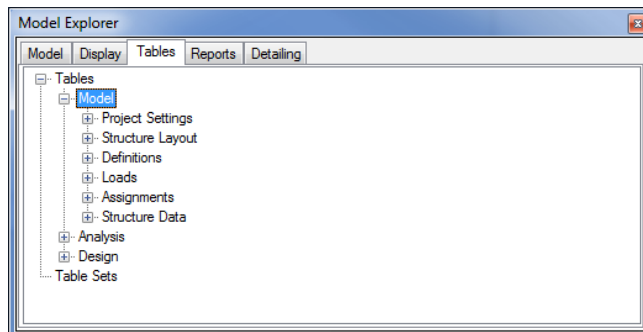 Model Explorer
Model Display Tables Reports Detailing
Tables
Model
Project Settings
Structure Layout
Definitions
Loads
Assignments
Structure Data
Analysis
Design
Table Sets